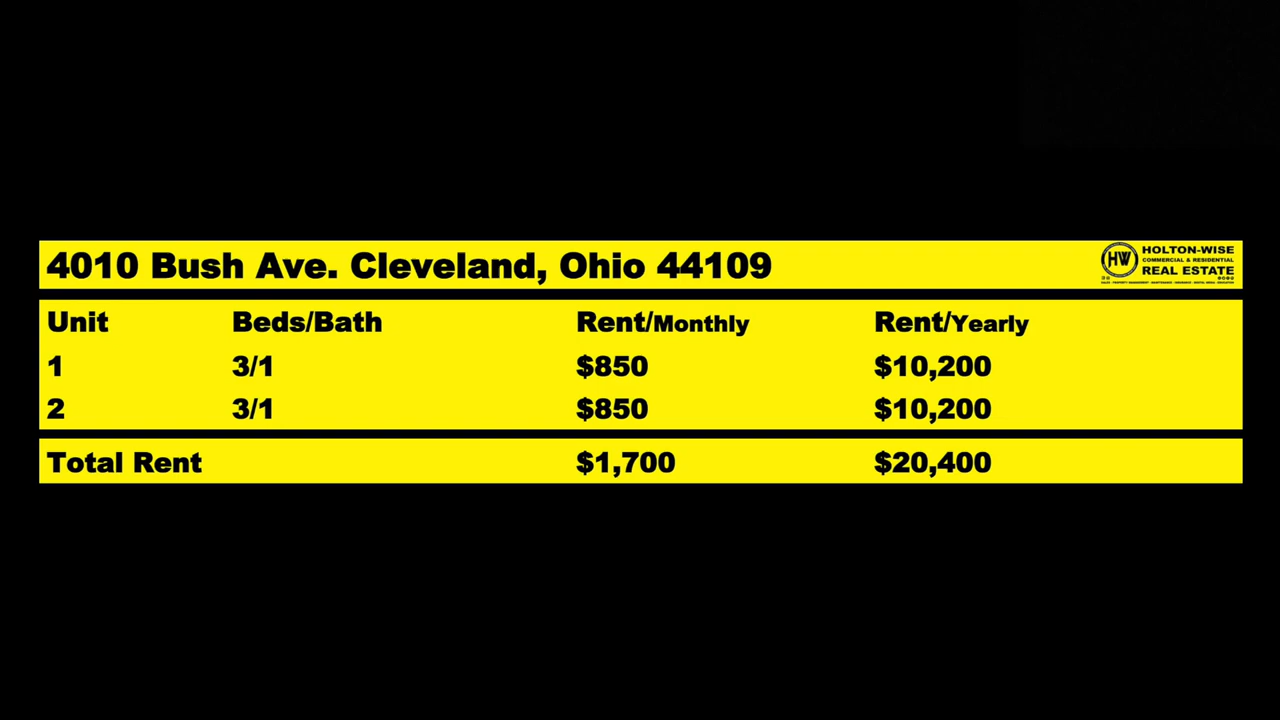 4010 Bush Ave. Cleveland, Ohio 44109
HOLTON-WISE
COMMERCIAL & RESIDENTIAL
REAL ESTATE
HW
Unit Beds/Bath Rent/Monthly Rent/Yearly
1 3/1 $850 $10,200
2 3/1 $850 $10,200
Total Rent $1,700 $20,400